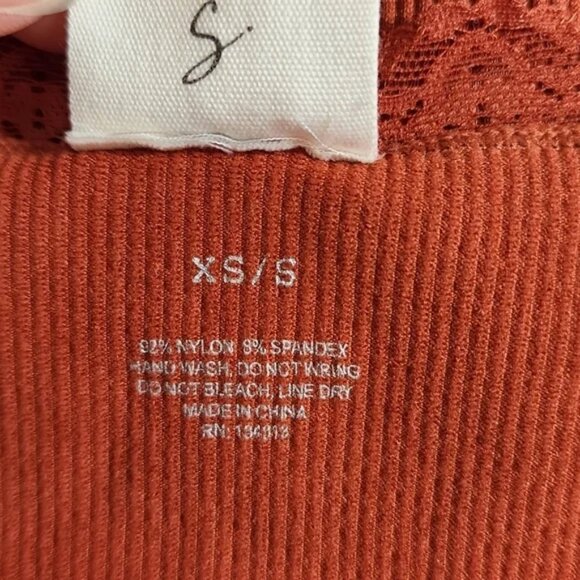 S.
XS/S
92% NYLON 8% SPANDEX
HAND WASH, DO NOT WRING
DO NOT BLEACH, LINE DRY
MADE IN CHINA
RN: 134313